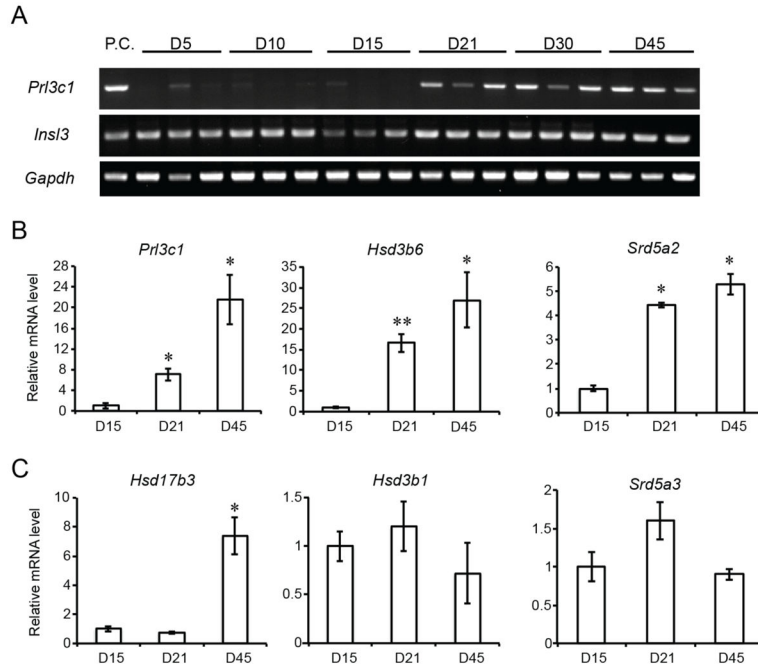 A
P.C. D5 D10 D15 D21 D30 D45
Prl3c1
Insl3
Gapdh
B
Prl3c1 Hsd3b6 Srd5a2
Relative mRNA level
28
24
20
16
12
8
4
0
*
*
D15 D21 D45
35
30
25
20
15
10
5
0
**
*
D15 D21 D45
6
5
4
3
2
1
0
*
*
D15 D21 D45
C
Hsd17b3 Hsd3b1 Srd5a3
Relative mRNA level
10
8
6
4
2
0
*
D15 D21 D45
1.5
1
0.5
0
D15 D21 D45
2
1.5
1
0.5
0
D15 D21 D45